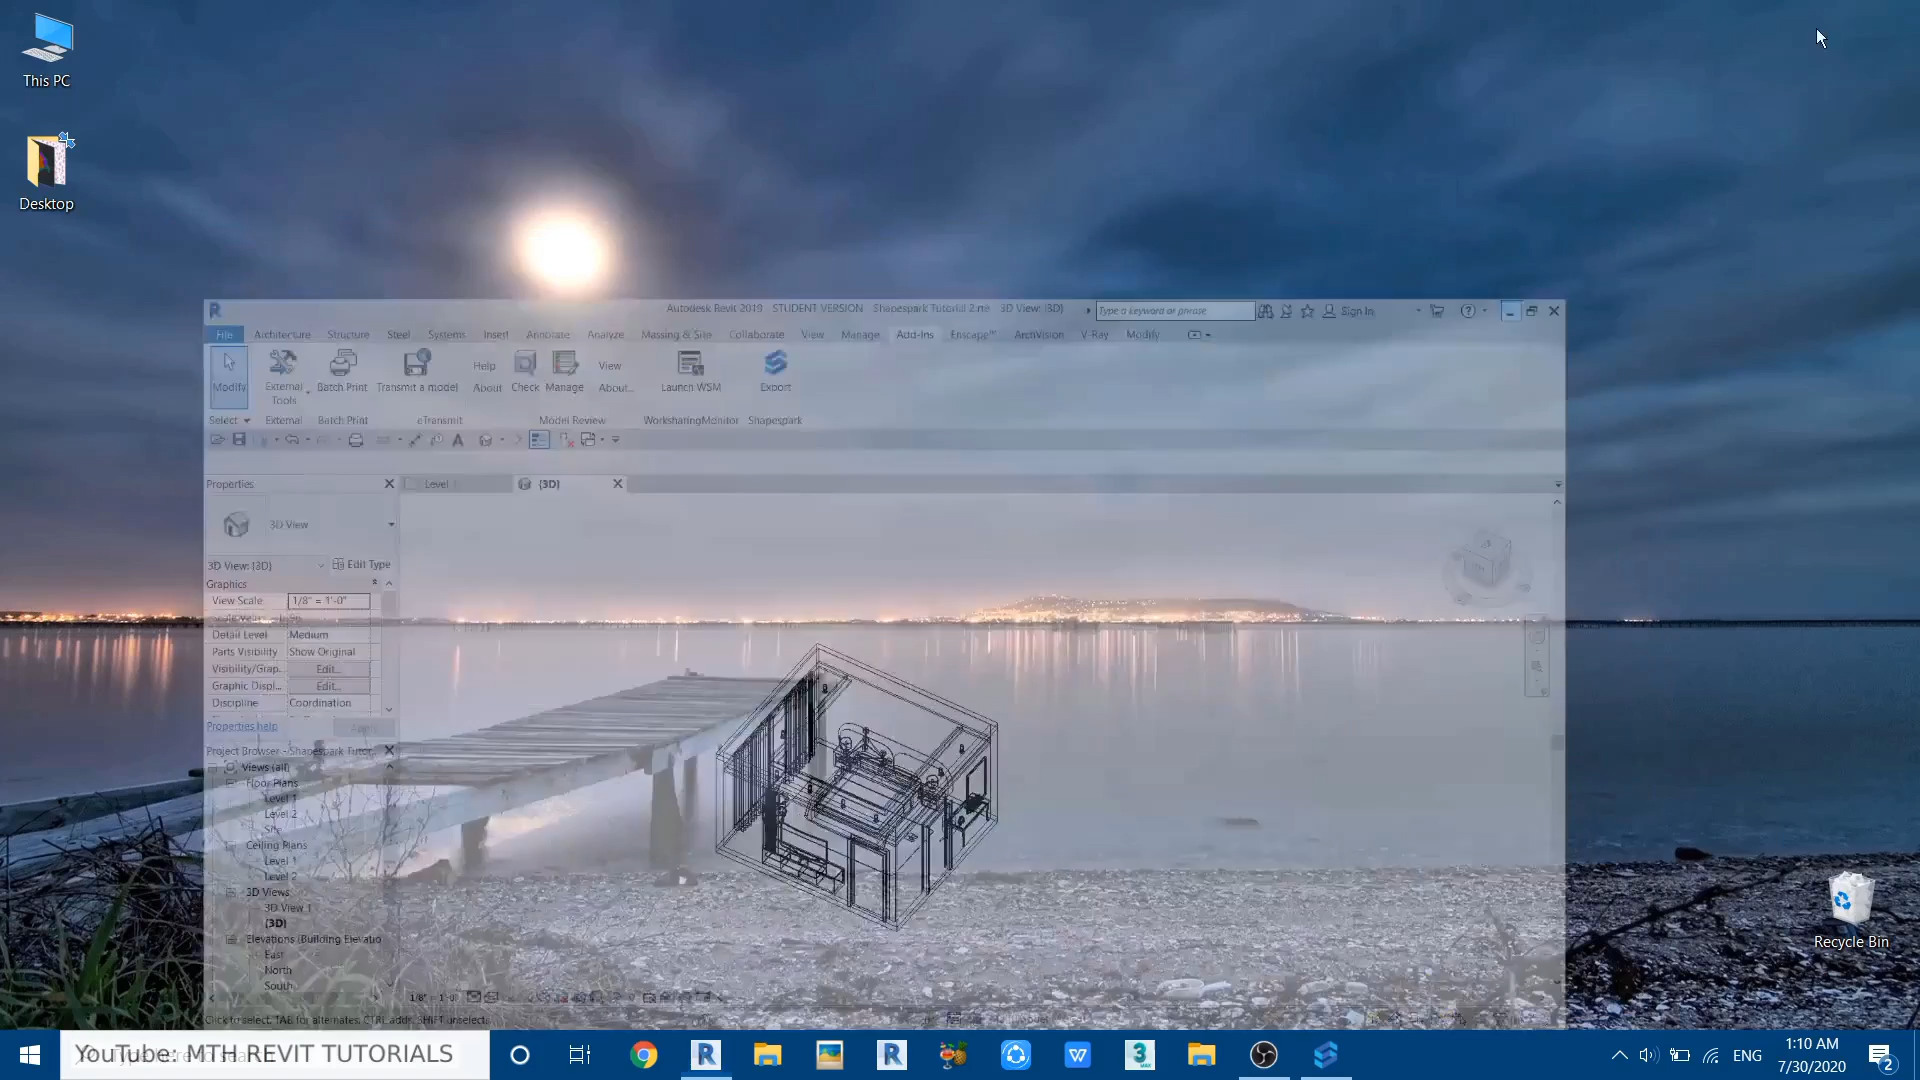 This PC
Desktop
Autodesk Revit 2019 STUDENT VERSION Shapespark Tutorial 2.rte 3D View: {3D}
Type a keyword or phrase
Sign In
File Architecture Structure Steel Systems Insert Annotate Analyze Massing & Site Collaborate View Manage Add-Ins Enscape™ ArchVision V-Ray Modify
Modify
External Tools
Batch Print
Transmit a model
Help
About
Check
Manage
View
About...
Launch WSM
Export
Select External Batch Print eTransmit Model Review WorksharingMonitor Shapespark
Properties
Level
{3D}
3D View
3D View: {3D}
Edit Type
Graphics
View Scale 1/8" = 1'-0"
Detail Level Medium
Parts Visibility Show Original
Visibility/Grap... Edit...
Graphic Displ... Edit...
Discipline Coordination
Properties help
Project Browser - Shapespark Tutor...
Views (all)
Floor Plans
Level 1
Level 2
Site
Ceiling Plans
Level 1
Level 2
3D Views
3D View 1
{3D}
Elevations (Building Elevatio
East
North
South
1/8" = 1'-0"
Click to select, TAB for alternates, CTRL adds, SHIFT unselects.
Recycle Bin
YouTube: MTH REVIT TUTORIALS
ENG
1:10 AM
7/30/2020
2